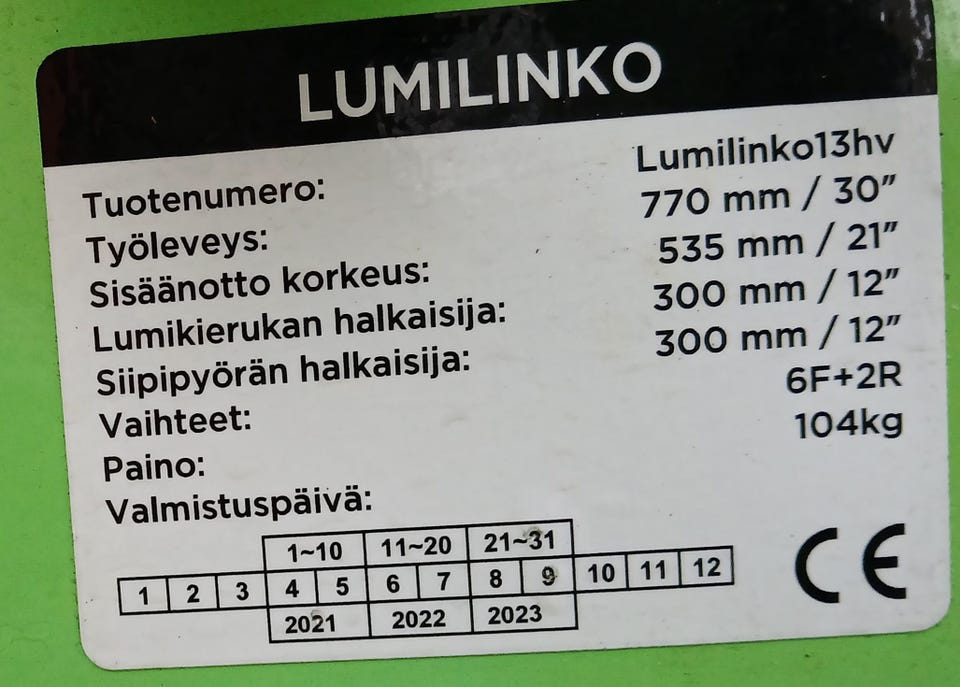 LUMILINKO
Tuotenumero: Lumilinko13hv
Työleveys: 770 mm / 30”
Sisäänotto korkeus: 535 mm / 21”
Lumikierukan halkaisija: 300 mm / 12”
Siipipyörän halkaisija: 300 mm / 12”
Vaihteet: 6F+2R
Paino: 104kg
Valmistuspäivä:
1~10 11~20 21~31
1 2 3 4 5 6 7 8 9 10 11 12
2021 2022 2023
CE